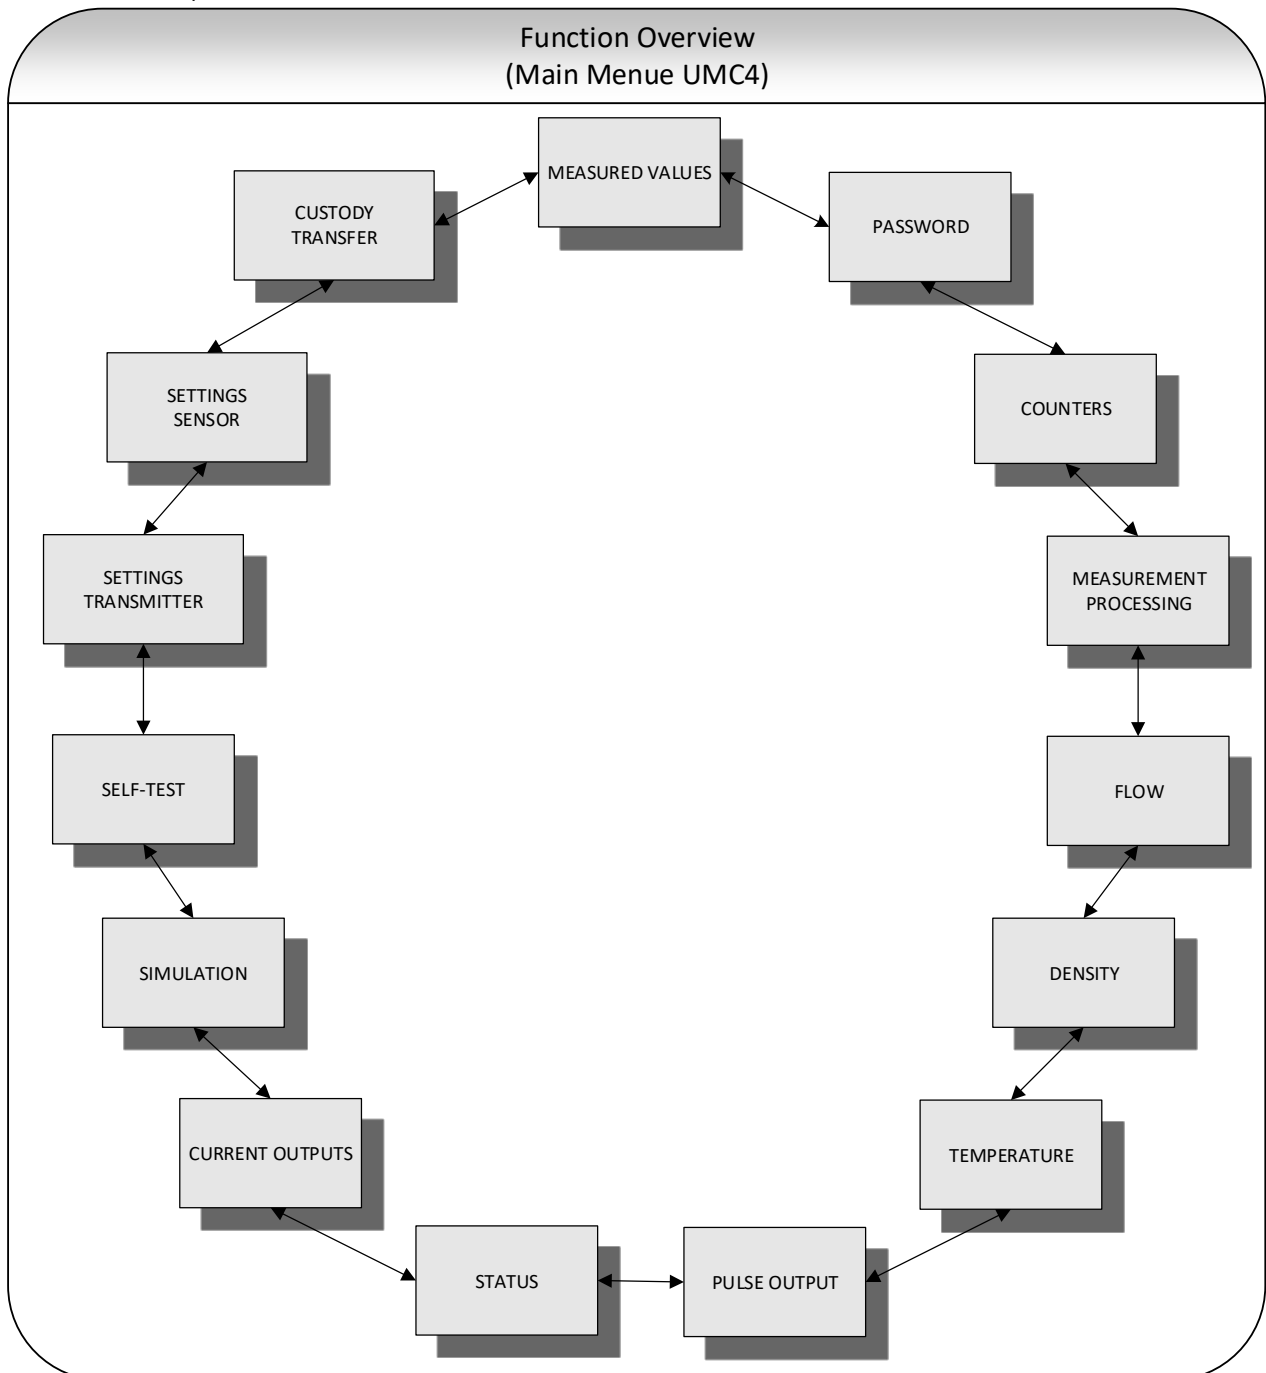 Function Overview
(Main Menue UMC4)
MEASURED VALUES
CUSTODY
TRANSFER
PASSWORD
SETTINGS
SENSOR
COUNTERS
SETTINGS
TRANSMITTER
MEASUREMENT
PROCESSING
SELF-TEST
FLOW
SIMULATION
DENSITY
CURRENT OUTPUTS
TEMPERATURE
STATUS
PULSE OUTPUT